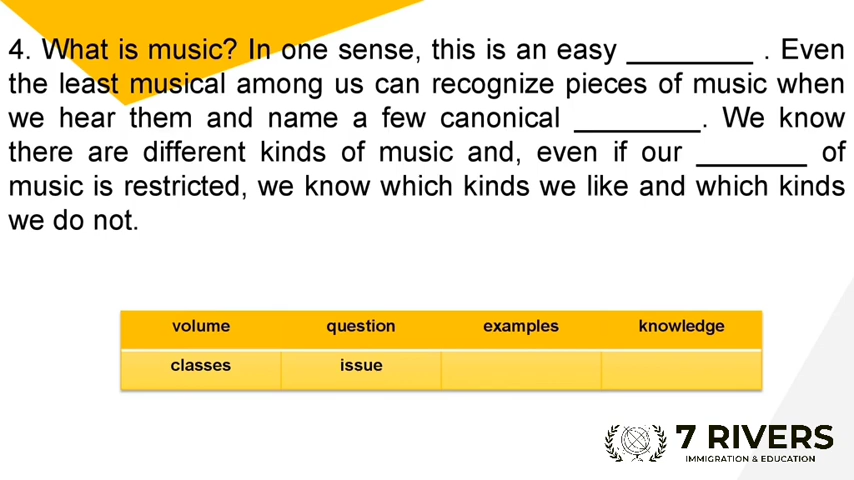 4. What is music? In one sense, this is an easy ________ . Even
the least musical among us can recognize pieces of music when
we hear them and name a few canonical ________. We know
there are different kinds of music and, even if our _______ of
music is restricted, we know which kinds we like and which kinds
we do not.
volume question examples knowledge
classes issue
7 RIVERS
IMMIGRATION & EDUCATION